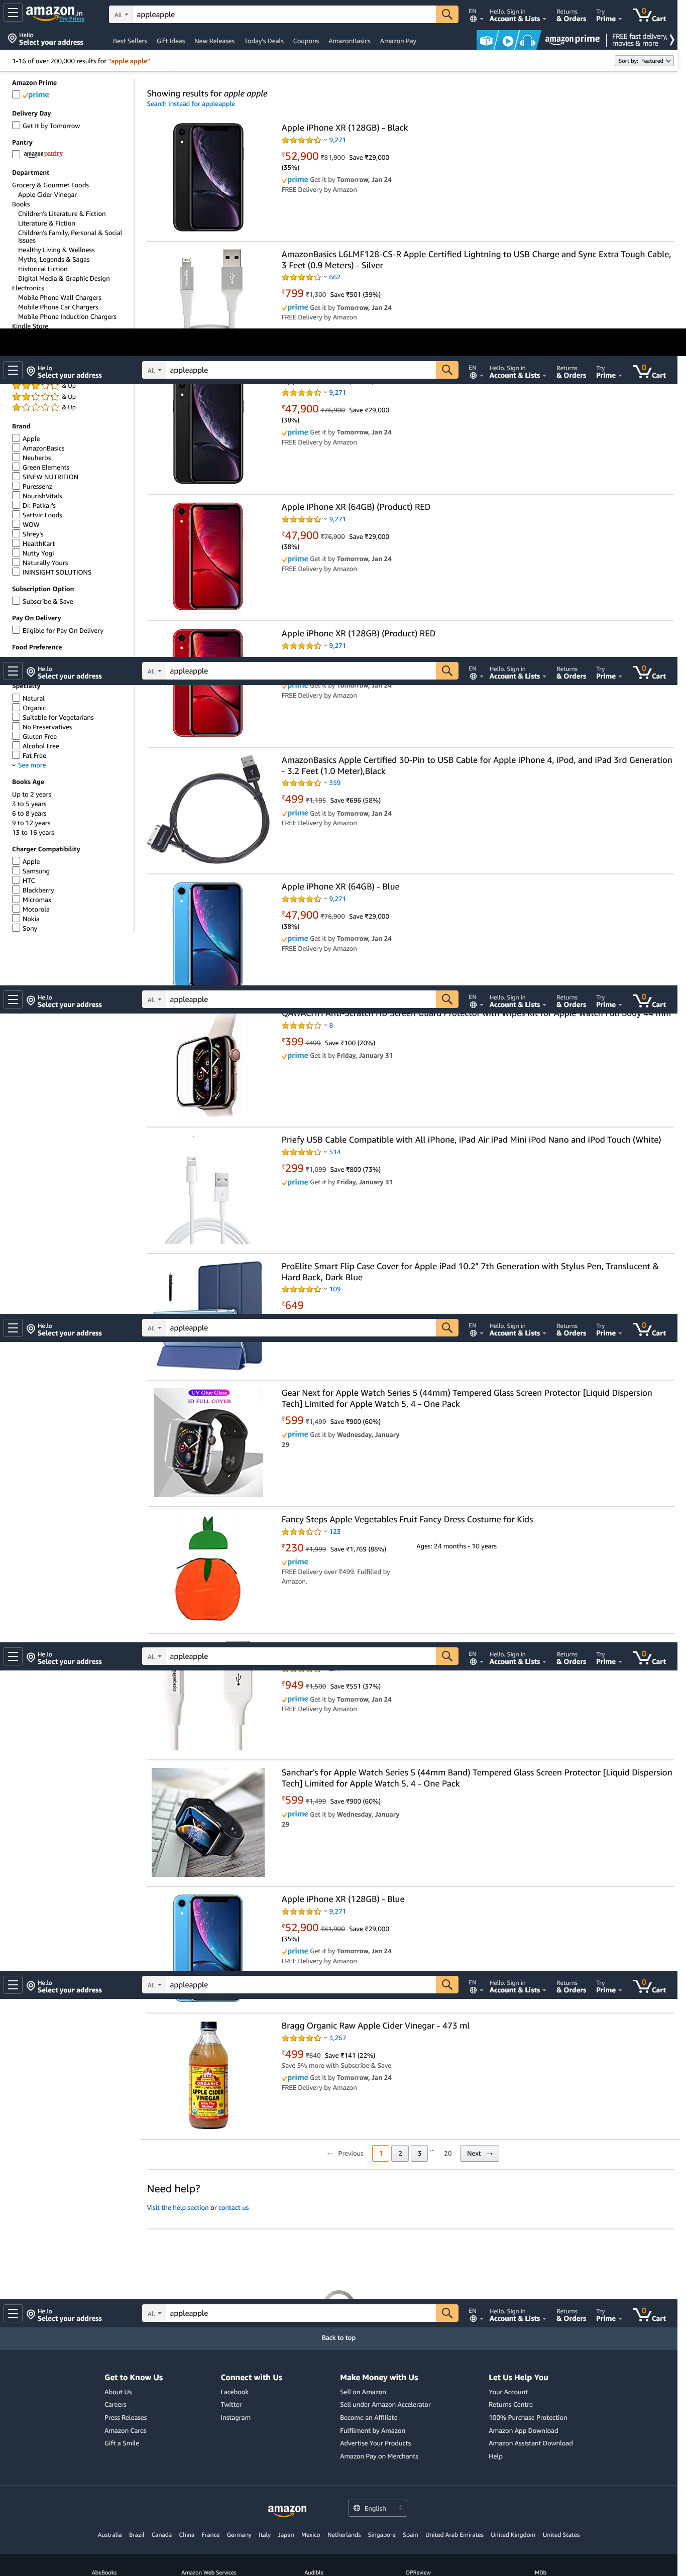 amazon.in
Try Prime
All
appleapple
EN
Hello. Sign in
Account & Lists
Returns
& Orders
Try
Prime
0
Cart
Hello
Select your address
Best Sellers
Gift Ideas
New Releases
Today's Deals
Coupons
AmazonBasics
Amazon Pay
amazon prime
FREE fast delivery,
movies & more
1-16 of over 200,000 results for "apple apple"
Sort by: Featured
Amazon Prime
prime
Delivery Day
Get It by Tomorrow
Pantry
amazonpantry
Department
Grocery & Gourmet Foods
Apple Cider Vinegar
Books
Children's Literature & Fiction
Literature & Fiction
Children's Family, Personal & Social
Issues
Healthy Living & Wellness
Myths, Legends & Sagas
Historical Fiction
Digital Media & Graphic Design
Electronics
Mobile Phone Wall Chargers
Mobile Phone Car Chargers
Mobile Phone Induction Chargers
Kindle Store
Showing results for apple apple
Search instead for appleapple
Apple iPhone XR (128GB) - Black
9,271
₹52,900 ₹81,900 Save ₹29,000
(35%)
prime Get it by Tomorrow, Jan 24
FREE Delivery by Amazon
AmazonBasics L6LMF128-CS-R Apple Certified Lightning to USB Charge and Sync Extra Tough Cable,
3 Feet (0.9 Meters) - Silver
662
₹799 ₹1,300 Save ₹501 (39%)
prime Get it by Tomorrow, Jan 24
FREE Delivery by Amazon
Hello
Select your address
All
appleapple
EN
Hello. Sign in
Account & Lists
Returns
& Orders
Try
Prime
0
Cart
& Up
& Up
& Up
Brand
Apple
AmazonBasics
Neuherbs
Green Elements
SINEW NUTRITION
Puressenz
NourishVitals
Dr. Patkar's
Sattvic Foods
WOW
Shrey's
HealthKart
Nutty Yogi
Naturally Yours
ININSIGHT SOLUTIONS
Subscription Option
Subscribe & Save
Pay On Delivery
Eligible for Pay On Delivery
Food Preference
9,271
₹47,900 ₹76,900 Save ₹29,000
(38%)
prime Get it by Tomorrow, Jan 24
FREE Delivery by Amazon
Apple iPhone XR (64GB) (Product) RED
9,271
₹47,900 ₹76,900 Save ₹29,000
(38%)
prime Get it by Tomorrow, Jan 24
FREE Delivery by Amazon
Apple iPhone XR (128GB) (Product) RED
9,271
Hello
Select your address
All
appleapple
EN
Hello. Sign in
Account & Lists
Returns
& Orders
Try
Prime
0
Cart
Specialty
Natural
Organic
Suitable for Vegetarians
No Preservatives
Gluten Free
Alcohol Free
Fat Free
See more
Books Age
Up to 2 years
3 to 5 years
6 to 8 years
9 to 12 years
13 to 16 years
Charger Compatibility
Apple
Samsung
HTC
Blackberry
Micromax
Motorola
Nokia
Sony
prime Get it by Tomorrow, Jan 24
FREE Delivery by Amazon
AmazonBasics Apple Certified 30-Pin to USB Cable for Apple iPhone 4, iPod, and iPad 3rd Generation
- 3.2 Feet (1.0 Meter),Black
359
₹499 ₹1,195 Save ₹696 (58%)
prime Get it by Tomorrow, Jan 24
FREE Delivery by Amazon
Apple iPhone XR (64GB) - Blue
9,271
₹47,900 ₹76,900 Save ₹29,000
(38%)
prime Get it by Tomorrow, Jan 24
FREE Delivery by Amazon
Hello
Select your address
All
appleapple
EN
Hello. Sign in
Account & Lists
Returns
& Orders
Try
Prime
0
Cart
Anti-Scratch HD Screen Guard Protector with Wipes Kit for Apple Watch Full Body 44 mm
8
₹399 ₹499 Save ₹100 (20%)
prime Get it by Friday, January 31
Priefy USB Cable Compatible with All iPhone, iPad Air iPad Mini iPod Nano and iPod Touch (White)
514
₹299 ₹1,099 Save ₹800 (73%)
prime Get it by Friday, January 31
ProElite Smart Flip Case Cover for Apple iPad 10.2" 7th Generation with Stylus Pen, Translucent &
Hard Back, Dark Blue
109
₹649
Hello
Select your address
All
appleapple
EN
Hello. Sign in
Account & Lists
Returns
& Orders
Try
Prime
0
Cart
UV Glue Glass
3D FULL COVER
Gear Next for Apple Watch Series 5 (44mm) Tempered Glass Screen Protector [Liquid Dispersion
Tech] Limited for Apple Watch 5, 4 - One Pack
₹599 ₹1,499 Save ₹900 (60%)
prime Get it by Wednesday, January
29
Fancy Steps Apple Vegetables Fruit Fancy Dress Costume for Kids
123
₹230 ₹1,999 Save ₹1,769 (88%)
Ages: 24 months - 10 years
prime
FREE Delivery over ₹499. Fulfilled by
Amazon.
Hello
Select your address
All
appleapple
EN
Hello. Sign in
Account & Lists
Returns
& Orders
Try
Prime
0
Cart
₹949 ₹1,500 Save ₹551 (37%)
prime Get it by Tomorrow, Jan 24
FREE Delivery by Amazon
Sanchar's for Apple Watch Series 5 (44mm Band) Tempered Glass Screen Protector [Liquid Dispersion
Tech] Limited for Apple Watch 5, 4 - One Pack
₹599 ₹1,499 Save ₹900 (60%)
prime Get it by Wednesday, January
29
Apple iPhone XR (128GB) - Blue
9,271
₹52,900 ₹81,900 Save ₹29,000
(35%)
prime Get it by Tomorrow, Jan 24
FREE Delivery by Amazon
Hello
Select your address
All
appleapple
EN
Hello. Sign in
Account & Lists
Returns
& Orders
Try
Prime
0
Cart
BRAGG
ORGANIC
APPLE CIDER
VINEGAR
Bragg Organic Raw Apple Cider Vinegar - 473 ml
3,267
₹499 ₹640 Save ₹141 (22%)
Save 5% more with Subscribe & Save
prime Get it by Tomorrow, Jan 24
FREE Delivery by Amazon
← Previous 1 2 3 ... 20 Next →
Need help?
Visit the help section or contact us
Hello
Select your address
All
appleapple
EN
Hello. Sign in
Account & Lists
Returns
& Orders
Try
Prime
0
Cart
Back to top
Get to Know Us
About Us
Careers
Press Releases
Amazon Cares
Gift a Smile
Connect with Us
Facebook
Twitter
Instagram
Make Money with Us
Sell on Amazon
Sell under Amazon Accelerator
Become an Affiliate
Fulfilment by Amazon
Advertise Your Products
Amazon Pay on Merchants
Let Us Help You
Your Account
Returns Centre
100% Purchase Protection
Amazon App Download
Amazon Assistant Download
Help
amazon
English
Australia Brazil Canada China France Germany Italy Japan Mexico Netherlands Singapore Spain United Arab Emirates United Kingdom United States
AbeBooks
Amazon Web Services
Audible
DPReview
IMDb